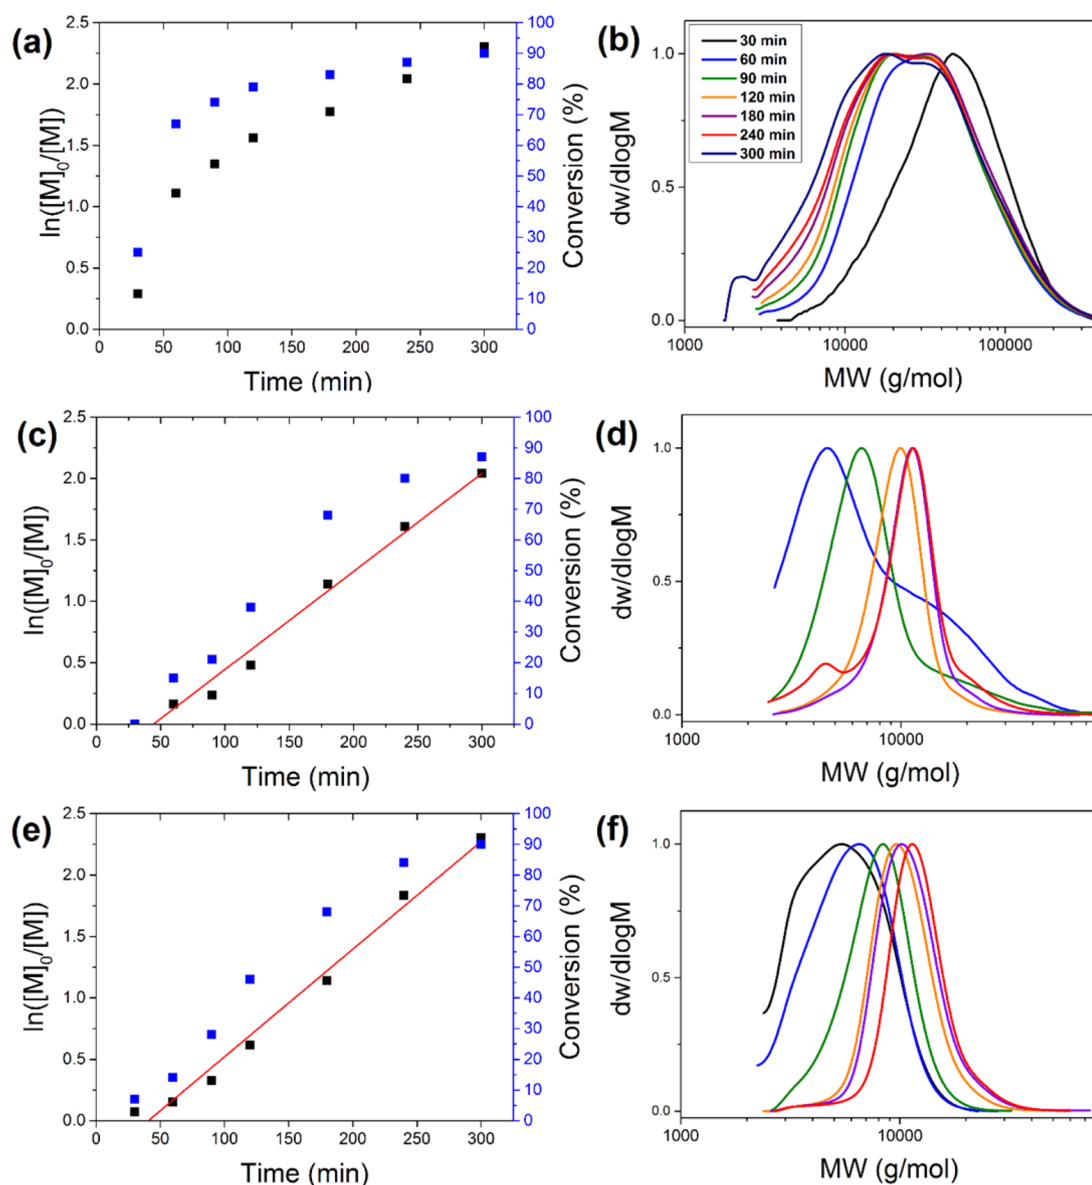 (a)
2.5
2.0
1.5
1.0
0.5
0.0
ln([M]0/[M])
100
90
80
70
60
50
40
30
20
10
0
Conversion (%)
0 50 100 150 200 250 300
Time (min)
(b)
30 min
60 min
90 min
120 min
180 min
240 min
300 min
1.0
0.5
0.0
dw/dlogM
1000 10000 100000
MW (g/mol)
(c)
2.5
2.0
1.5
1.0
0.5
0.0
ln([M]0/[M])
100
90
80
70
60
50
40
30
20
10
0
Conversion (%)
0 50 100 150 200 250 300
Time (min)
(d)
1.0
0.5
0.0
dw/dlogM
1000 10000
MW (g/mol)
(e)
2.5
2.0
1.5
1.0
0.5
0.0
ln([M]0/[M])
100
90
80
70
60
50
40
30
20
10
0
Conversion (%)
0 50 100 150 200 250 300
Time (min)
(f)
1.0
0.5
0.0
dw/dlogM
1000 10000
MW (g/mol)